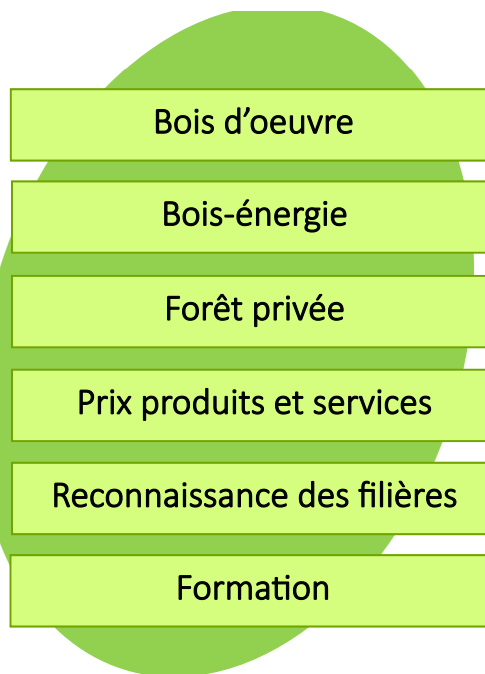 Bois d’oeuvre
Bois-énergie
Forêt privée
Prix produits et services
Reconnaissance des filières
Formation